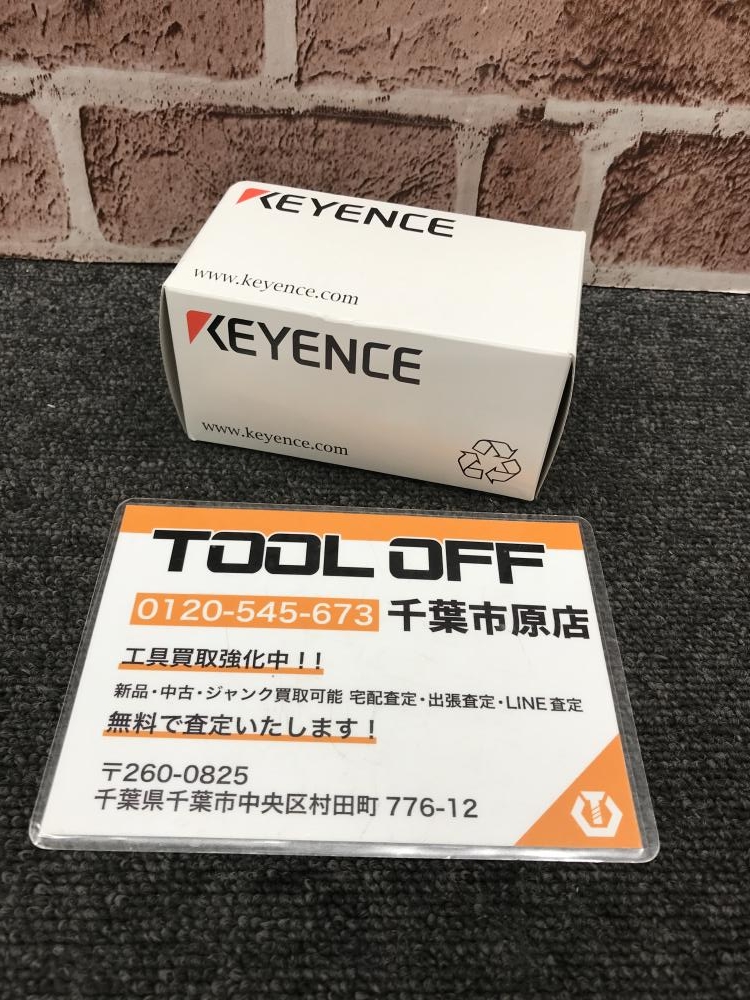 KEYENCE
www.keyence.com
KEYENCE
www.keyence.com
TOOL OFF
0120-545-673 千葉市原店
工具買取強化中！！
新品・中古・ジャンク買取可能 宅配査定・出張査定・LINE査定
無料で査定いたします！
〒260-0825
千葉県千葉市中央区村田町 776-12